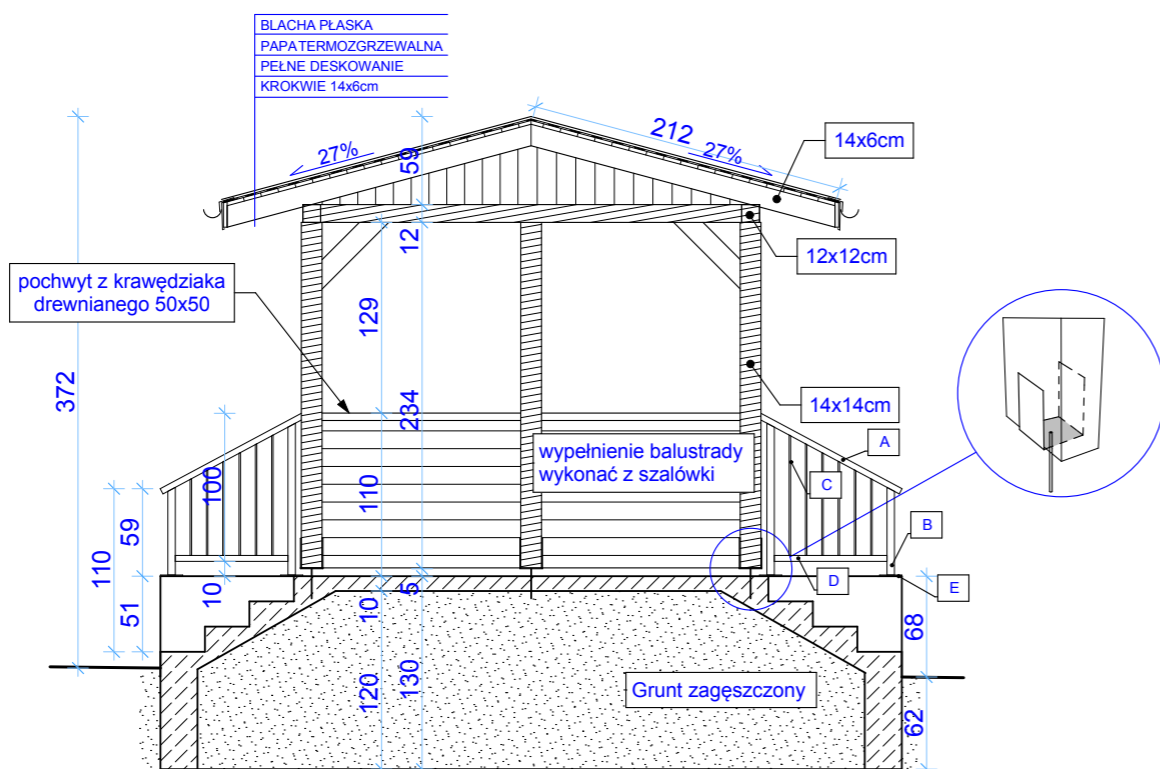 BLACHA PŁASKA
PAPA TERMOZGRZEWALNA
PEŁNE DESKOWANIE
KROKWIE 14x6cm
212
27%
27%
59
14x6cm
12
12x12cm
pochwyt z krawędziaka
drewnianego 50x50
129
372
234
14x14cm
wypełnienie balustrady
wykonać z szalówki
A
C
100
110
59
110
B
D
E
10
51
10
5
68
120
130
Grunt zagęszczony
62